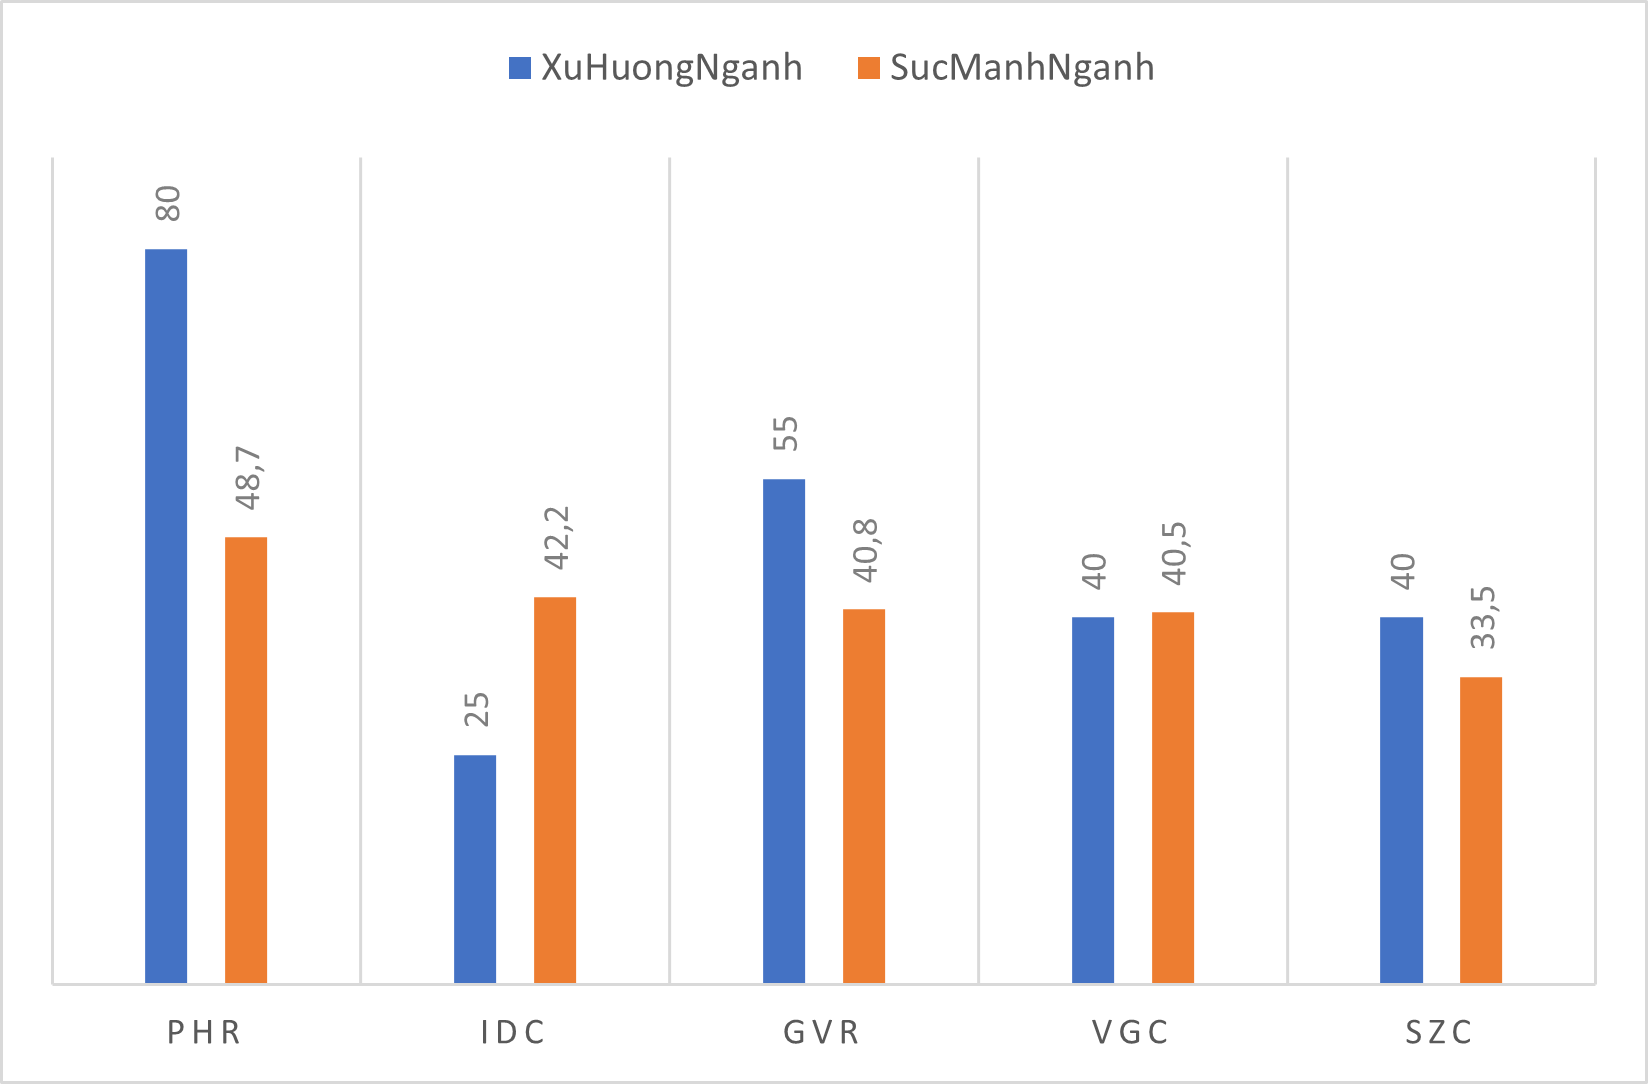 XuHuongNganh SucManhNganh
80 48,7 25 42,2 55 40,8 40 40,5 40 33,5
PHR IDC GVR VGC SZC